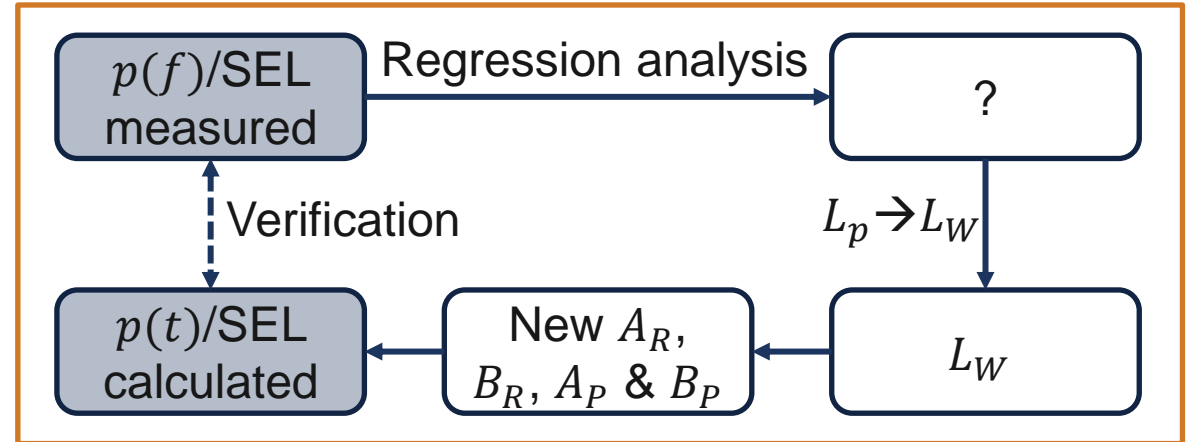 p(f)/SEL
measured
Regression analysis
?
Verification
L_p→L_W
p(t)/SEL
calculated
New A_R,
B_R, A_P & B_P
L_W